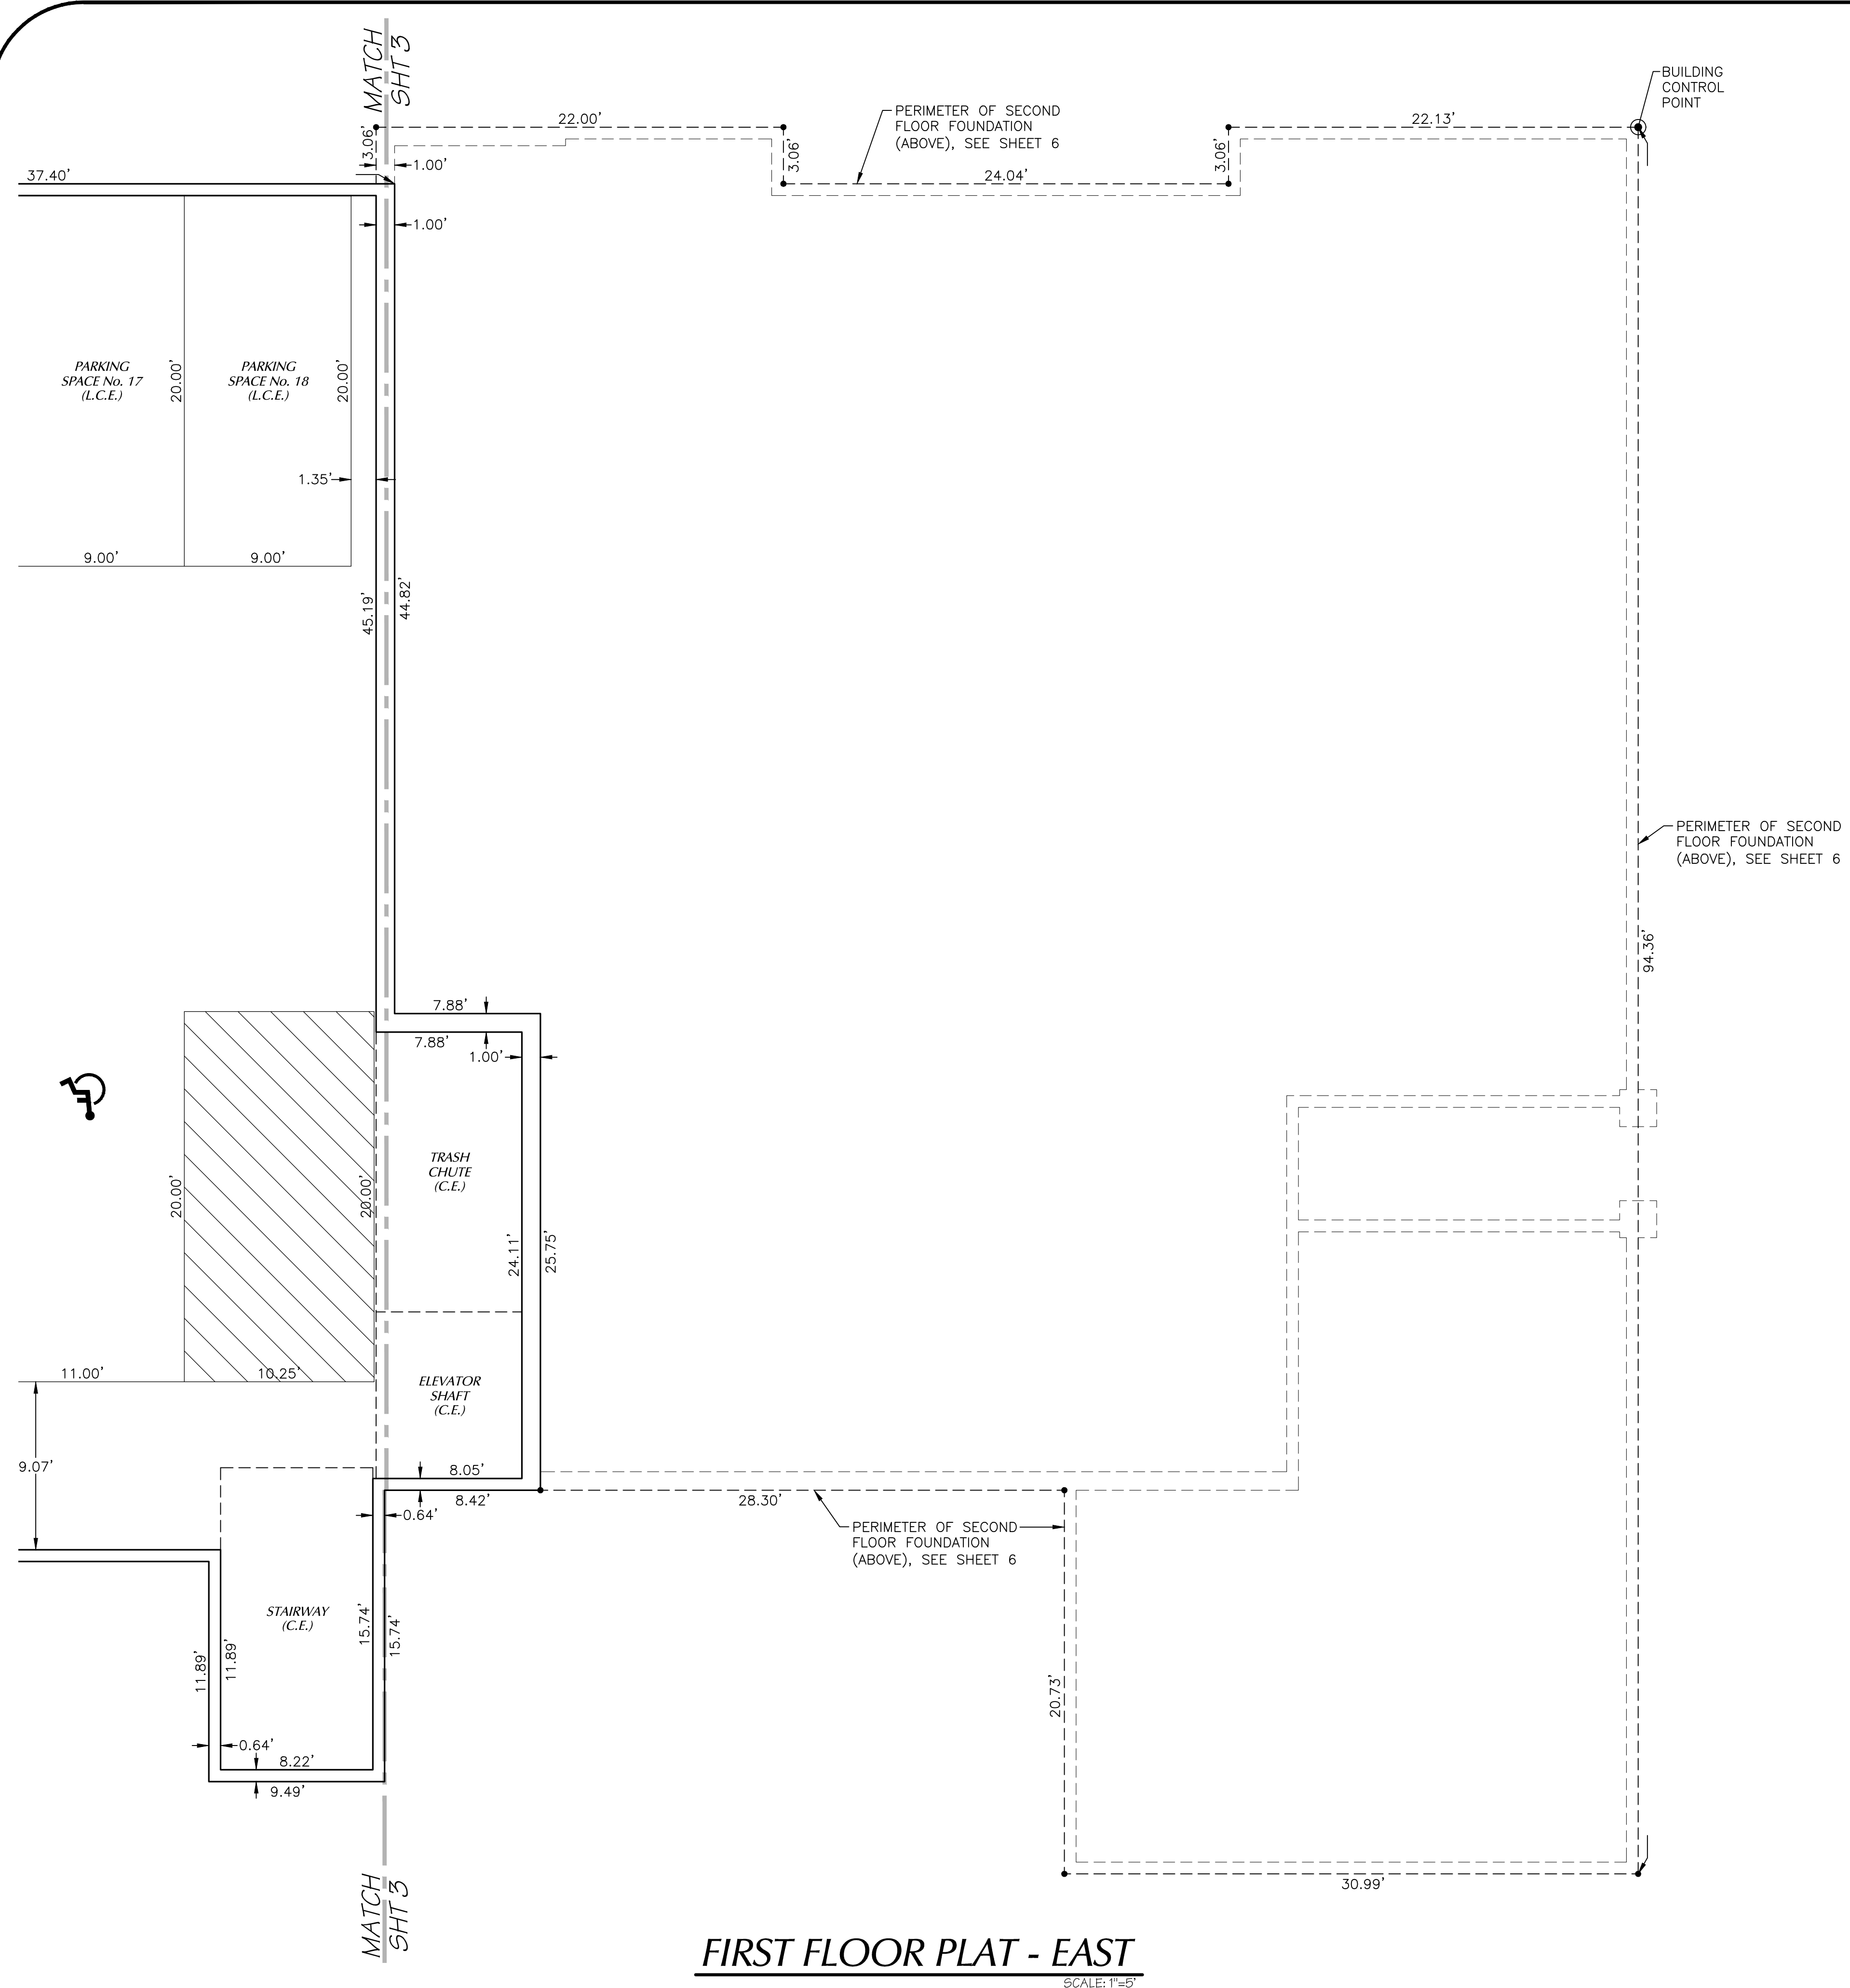 MATCH
SHT 3
BUILDING
CONTROL
POINT
PERIMETER OF SECOND
FLOOR FOUNDATION
(ABOVE), SEE SHEET 6
22.00'
22.13'
3.06'
3.06'
3.06'
1.00'
37.40'
24.04'
1.00'
PARKING
SPACE No. 17
(L.C.E.)
20.00'
PARKING
SPACE No. 18
(L.C.E.)
20.00'
1.35'
9.00'
9.00'
45.19'
44.82'
PERIMETER OF SECOND
FLOOR FOUNDATION
(ABOVE), SEE SHEET 6
94.36'
7.88'
7.88'
1.00'
TRASH
CHUTE
(C.E.)
20.00'
20.00'
24.11'
25.75'
11.00'
10.25'
ELEVATOR
SHAFT
(C.E.)
9.07'
8.05'
8.42'
0.64'
28.30'
PERIMETER OF SECOND
FLOOR FOUNDATION
(ABOVE), SEE SHEET 6
STAIRWAY
(C.E.)
15.74'
15.74'
11.89'
11.89'
20.73'
0.64'
8.22'
9.49'
30.99'
MATCH
SHT 3
FIRST FLOOR PLAT - EAST
SCALE: 1"=5'